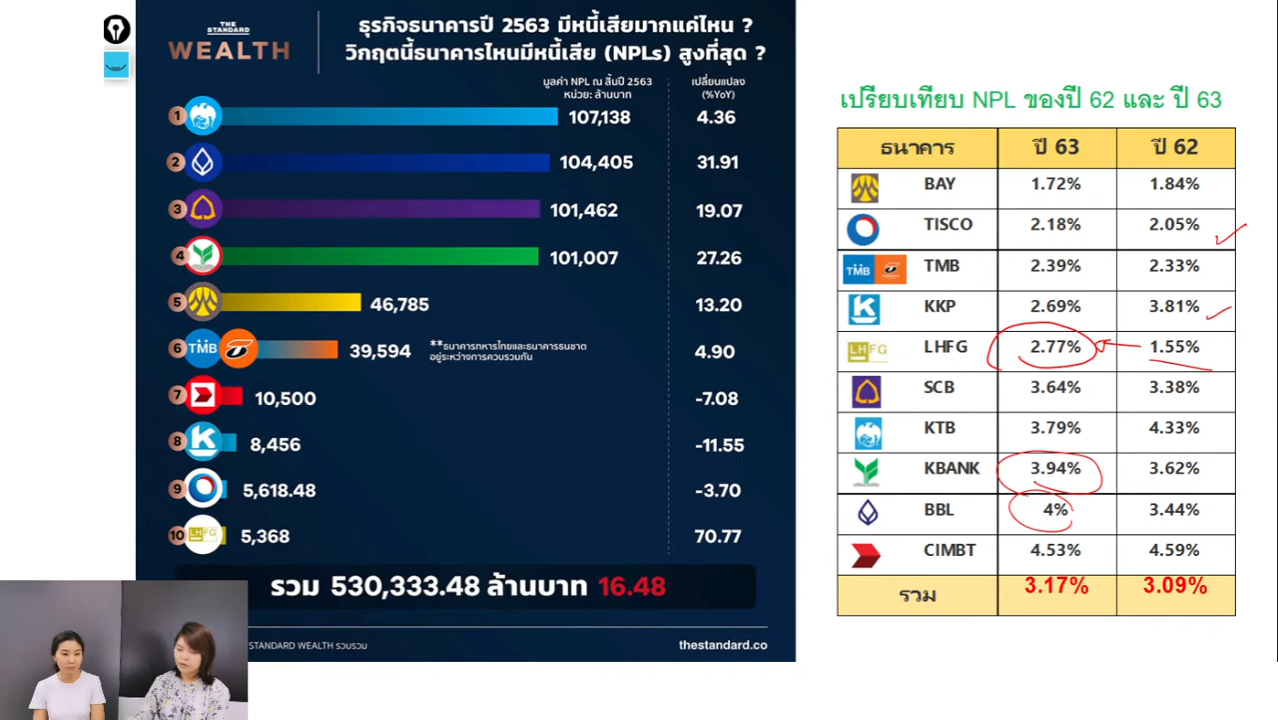 THE
STANDARD
WEALTH
ธุรกิจธนาคารปี 2563 มีหนี้เสียมากแค่ไหน ?
วิกฤตนี้ธนาคารไหนมีหนี้เสีย (NPLs) สูงที่สุด ?
มูลค่า NPL ณ สิ้นปี 2563
หน่วย: ล้านบาท
เปลี่ยนแปลง
(%YoY)
1 107,138 4.36
2 104,405 31.91
3 101,462 19.07
4 101,007 27.26
5 46,785 13.20
6 TMB 39,594 4.90
**ธนาคารทหารไทยและธนาคารธนชาต
อยู่ระหว่างการควบรวมกัน
7 10,500 -7.08
8 K 8,456 -11.55
9 5,618.48 -3.70
10 LHFG 5,368 70.77
รวม 530,333.48 ล้านบาท 16.48
STANDARD WEALTH รวบรวม
thestandard.co
เปรียบเทียบ NPL ของปี 62 และ ปี 63
ธนาคาร ปี 63 ปี 62
BAY 1.72% 1.84%
TISCO 2.18% 2.05%
TMB TMB 2.39% 2.33%
K KKP 2.69% 3.81%
LHFG LHFG 2.77% 1.55%
SCB 3.64% 3.38%
KTB 3.79% 4.33%
KBANK 3.94% 3.62%
BBL 4% 3.44%
CIMBT 4.53% 4.59%
รวม 3.17% 3.09%